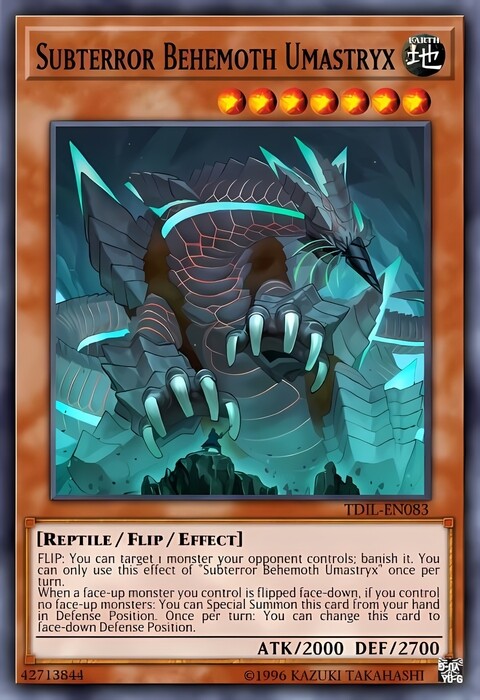 SUBTERROR BEHEMOTH UMASTRYX
EARTH
地
TDIL-EN083
[REPTILE / FLIP / EFFECT]
FLIP: You can target 1 monster your opponent controls; banish it. You
can only use this effect of "Subterror Behemoth Umastryx" once per
turn.
When a face-up monster you control is flipped face-down, if you control
no face-up monsters: You can Special Summon this card from your hand
in Defense Position. Once per turn: You can change this card to
face-down Defense Position.
ATK/2000 DEF/2700
42713844
©1996 KAZUKI TAKAHASHI